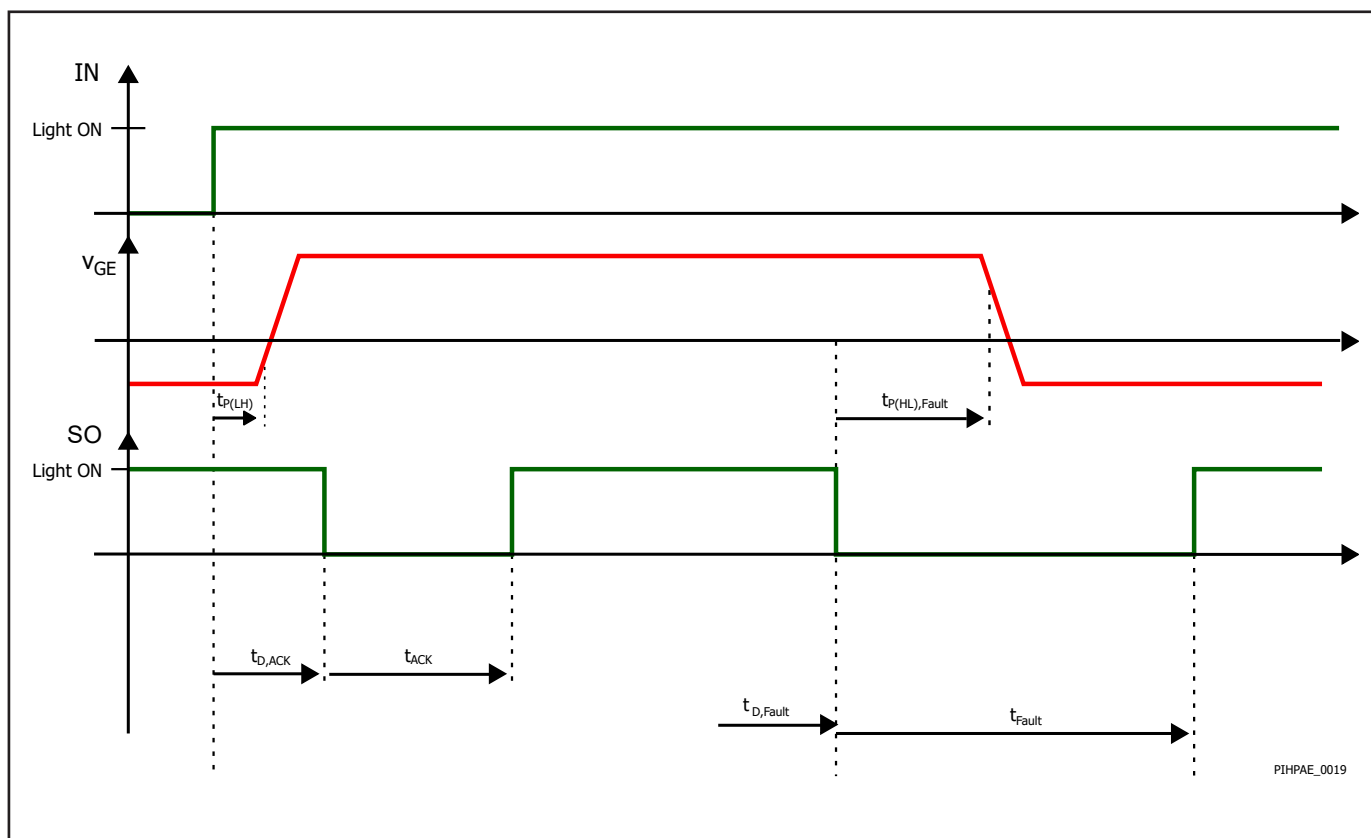 IN
Light ON
vGE
tP(LH)
tP(HL),Fault
SO
Light ON
tD,ACK
tACK
tD,Fault
tFault
PIHPAE_0019